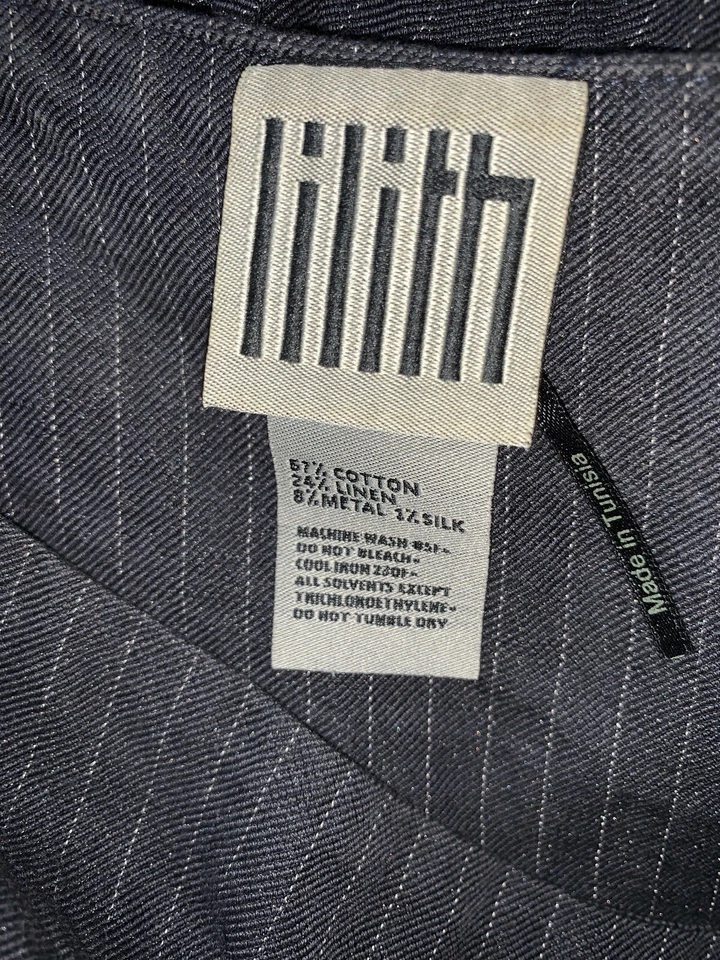 lilith
67% COTTON
24% LINEN
8% METAL 1% SILK
MACHINE WASH 85F-
DO NOT BLEACH-
COOL IRON 230F-
ALL SOLVENTS EXCEPT
TRICHLOROETHYLENE-
DO NOT TUMBLE DRY
Made in Tunisia